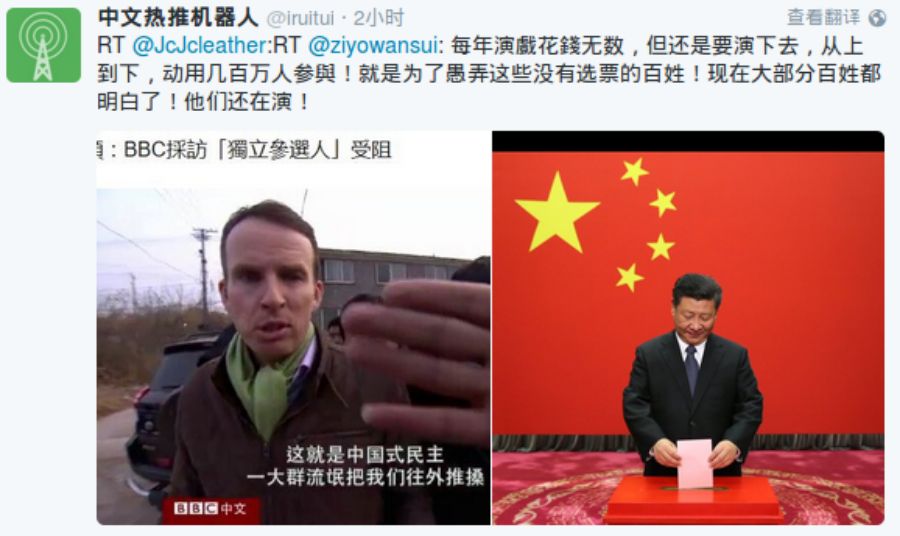 中文热推机器人 @iruitui · 2小时
查看翻译
RT @JcJcleather:RT @ziyowansui: 每年演戲花錢无数，但还是要演下去，从上
到下，动用几百万人参與！就是为了愚弄这些没有选票的百姓！现在大部分百姓都
明白了！他们还在演！
：BBC採訪「獨立參選人」受阻
这就是中国式民主
一大群流氓把我们往外推搡
BBC 中文